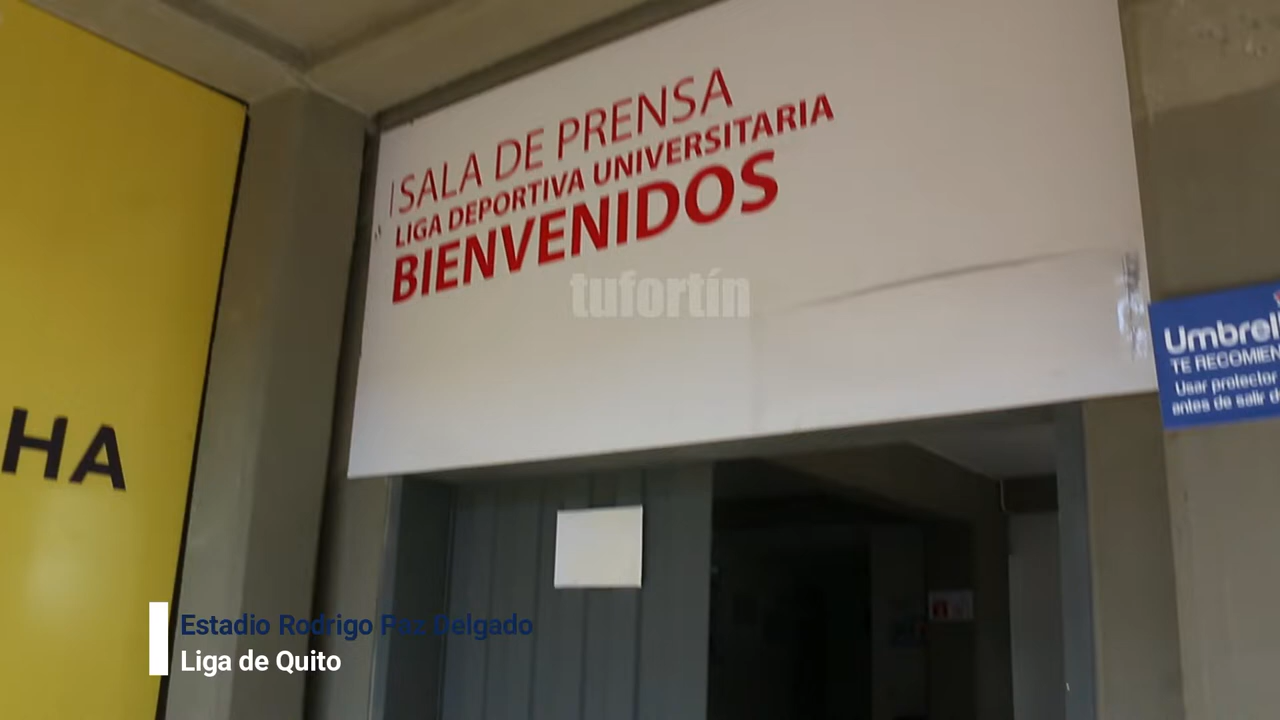 SALA DE PRENSA
LIGA DEPORTIVA UNIVERSITARIA
BIENVENIDOS
tufortín
HA
Umbrell
TE RECOMIEN
Usar protector
antes de salir d
Estadio Rodrigo Paz Delgado
Liga de Quito